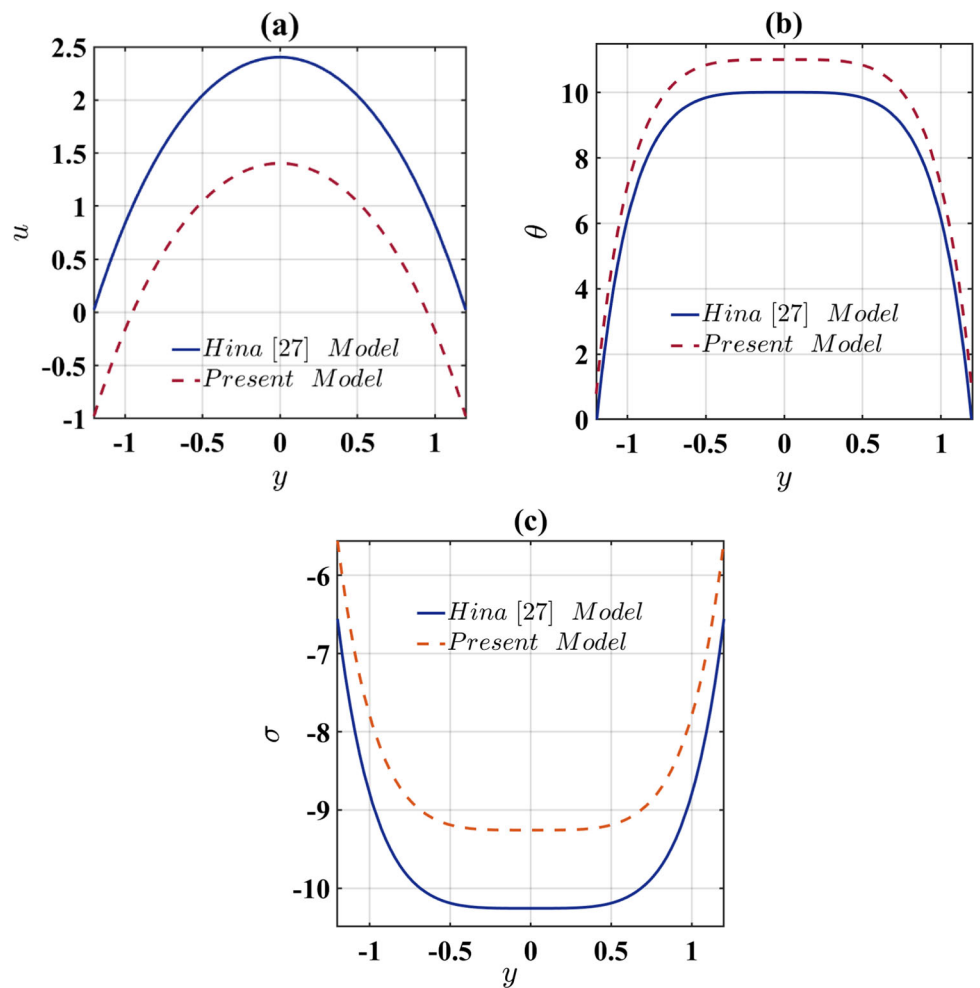 (a)
2.5
2
1.5
1
0.5
0
-0.5
-1
u
Hina [27] Model
Present Model
-1 -0.5 0 0.5 1
y
(b)
10
8
6
4
2
0
θ
Hina [27] Model
Present Model
-1 -0.5 0 0.5 1
y
(c)
-6
-7
-8
-9
-10
σ
Hina [27] Model
Present Model
-1 -0.5 0 0.5 1
y